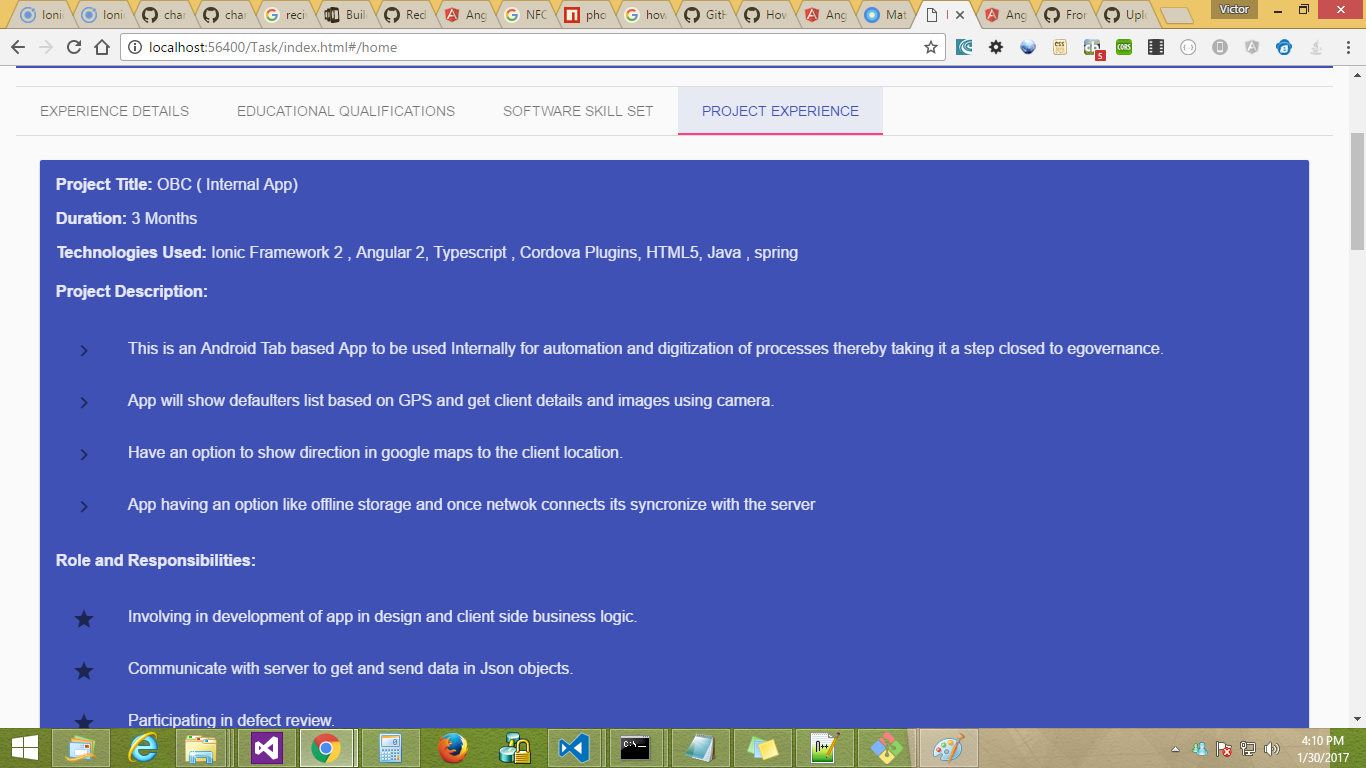 Ioni
Ioni
char
char
reci
Buil
Red
Ang
NFC
pho
how
GitH
How
Ang
Mat
Ang
Fror
Uplo
Victor
localhost:56400/Task/index.html#/home
EXPERIENCE DETAILS EDUCATIONAL QUALIFICATIONS SOFTWARE SKILL SET PROJECT EXPERIENCE
Project Title: OBC ( Internal App)
Duration: 3 Months
Technologies Used: Ionic Framework 2 , Angular 2, Typescript , Cordova Plugins, HTML5, Java , spring
Project Description:
This is an Android Tab based App to be used Internally for automation and digitization of processes thereby taking it a step closed to egovernance.
App will show defaulters list based on GPS and get client details and images using camera.
Have an option to show direction in google maps to the client location.
App having an option like offline storage and once netwok connects its syncronize with the server
Role and Responsibilities:
Involving in development of app in design and client side business logic.
Communicate with server to get and send data in Json objects.
Participating in defect review.
4:10 PM
1/30/2017